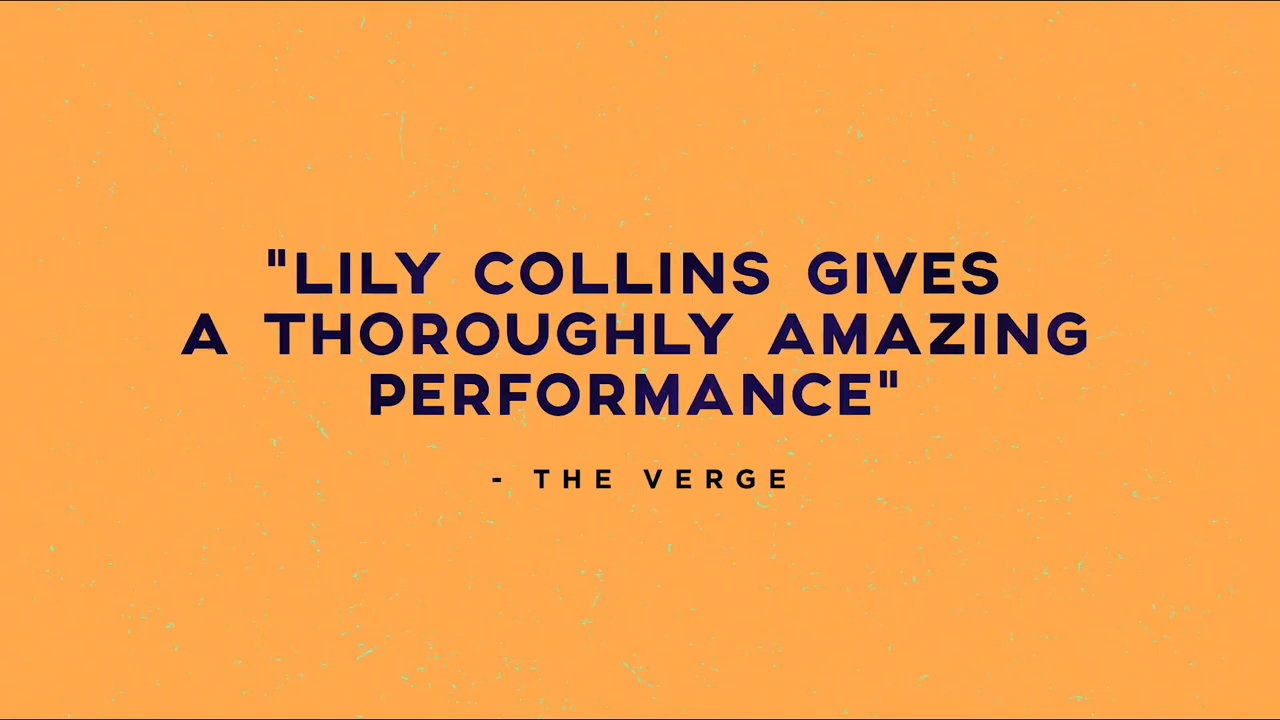 "LILY COLLINS GIVES
A THOROUGHLY AMAZING
PERFORMANCE"
- THE VERGE